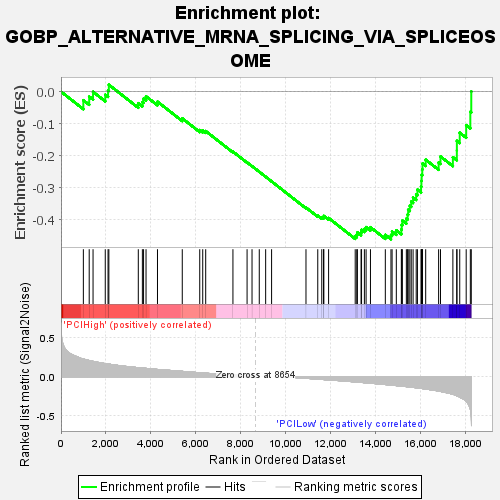 Enrichment plot:
GOBP_ALTERNATIVE_MRNA_SPLICING_VIA_SPLICEOS
OME
Enrichment score (ES)
0.0
-0.1
-0.2
-0.3
-0.4
'PCIHigh' (positively correlated)
Ranked list metric (Signal2Noise)
0.5
0.0
-0.5
Zero cross at 8654
'PCILow' (negatively correlated)
0
2,000
4,000
6,000
8,000
10,000
12,000
14,000
16,000
18,000
Rank in Ordered Dataset
Enrichment profile
Hits
Ranking metric scores